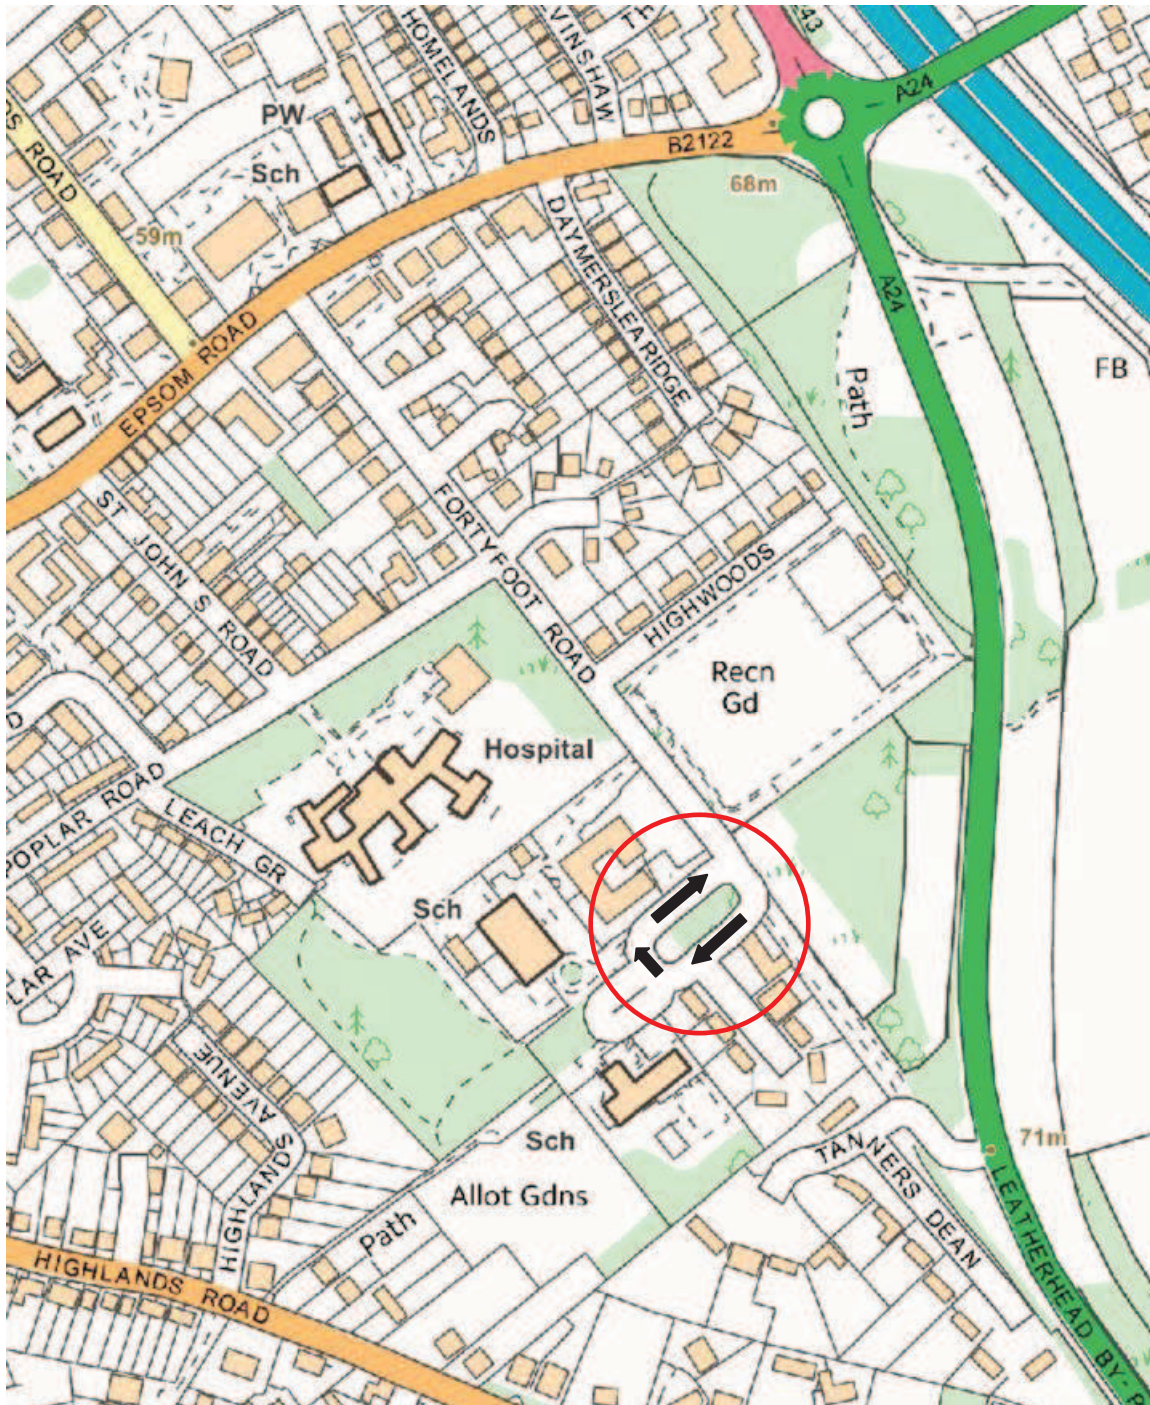 HOMELANDS
VINSHAW
A24
PW
B2122
Sch
ROAD
68m
59m
DAYMERSLEA RIDGE
A24
EPSOM ROAD
Path
FB
FORTYFOOT ROAD
ST JOHN S ROAD
HIGHWOODS
Recn
Gd
Hospital
POPLAR ROAD
LEACH GR
Sch
LAR AVE
HIGHLANDS AVENUE
Sch
71m
TANNERS DEAN
Allot Gdns
Path
LEATHERHEAD BY-P
HIGHLANDS ROAD